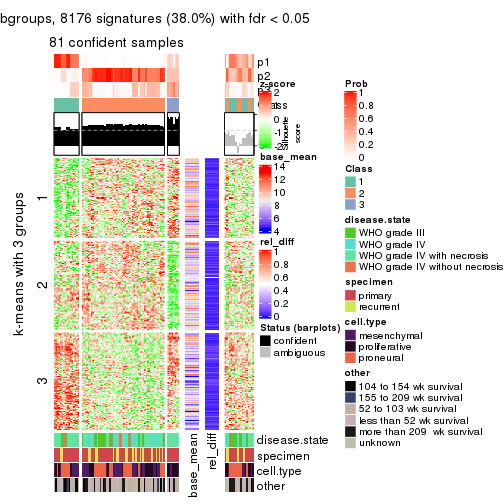 bgroups, 8176 signatures (38.0%) with fdr < 0.05
81 confident samples
p1
p2
z-score
2
1
0
-1
silhouette
score
base_mean
14
12
10
8
6
4
rel_diff
1
0.8
0.6
0.4
0.2
0
Status (barplots)
confident
ambiguous
k-means with 3 groups
1
2
3
disease.state
specimen
cell.type
other
base_mean
rel_diff
Prob
1
0.8
0.6
0.4
0.2
0
Class
1
2
3
disease.state
WHO grade III
WHO grade IV
WHO grade IV with necrosis
WHO grade IV without necrosis
specimen
primary
recurrent
cell.type
mesenchymal
proliferative
proneural
other
104 to 154 wk survival
155 to 209 wk survival
52 to 103 wk survival
less than 52 wk survival
more than 209 wk survival
unknown